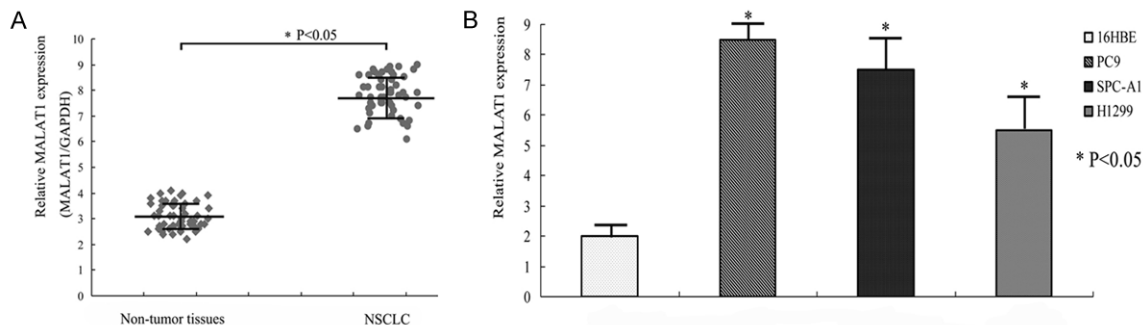 A
* P<0.05
Relative MALAT1 expression
(MALAT1/GAPDH)
10
9
8
7
6
5
4
3
2
1
0
Non-tumor tissues
NSCLC
B
Relative MALAT1 expression
9
8
7
6
5
4
3
2
1
0
*
*
*
16HBE
PC9
SPC-A1
H1299
* P<0.05